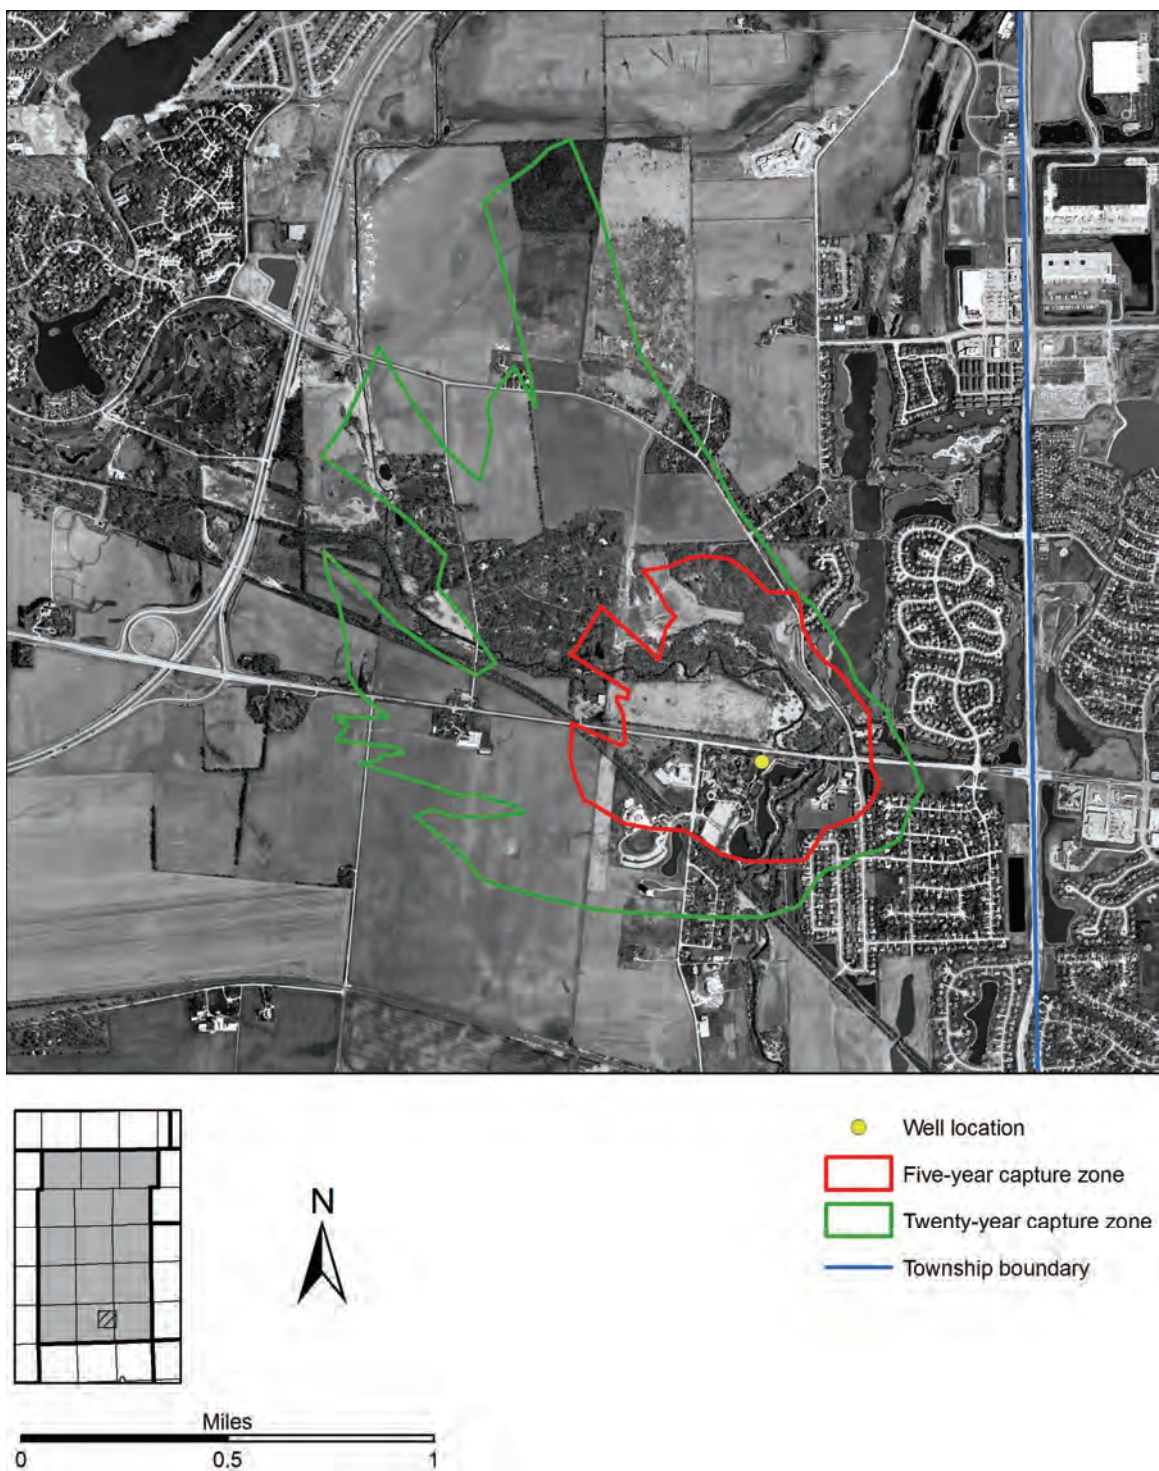 Well location
Five-year capture zone
N
Twenty-year capture zone
Township boundary
Miles
0 0.5 1